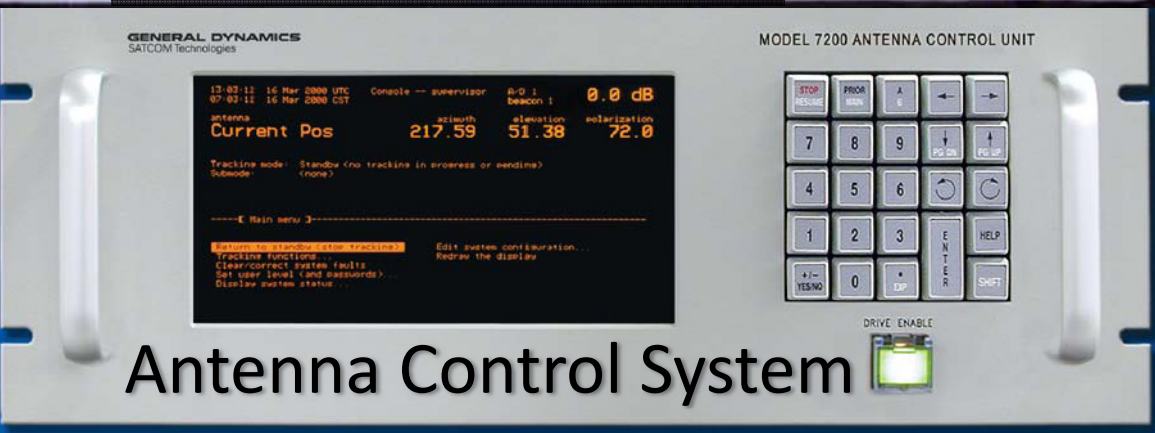 GENERAL DYNAMICS
SATCOM Technologies
MODEL 7200 ANTENNA CONTROL UNIT
13:03:12 16 Mar 2000 UTC Console -- supervisor A/D 1 0.0 dB
07:03:12 16 Mar 2000 CST beacon 1
antenna azimuth elevation polarization
Current Pos 217.59 51.38 72.0
Tracking mode: Standby (no tracking in progress or pending)
Submode: (none)
-----[ Main menu ]-----
Return to standby (stop tracking) Edit system configuration...
Tracking functions... Redraw the display
Clear/correct system faults
Set user level (and passwords)...
Display system status...
STOP PRIOR A
RESUME MAIN B
7 8 9 PG DN PG UP
4 5 6
1 2 3 ENTER HELP
+/- 0 • SHIFT
YES/NO EXP
DRIVE ENABLE
Antenna Control System